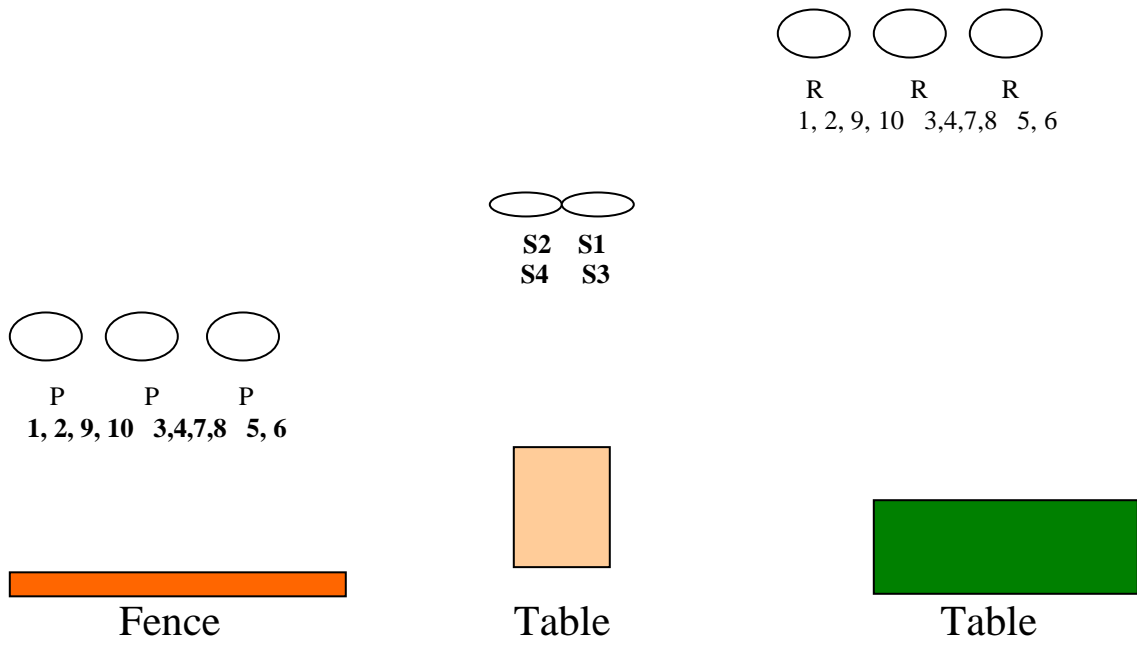 R R R
1, 2, 9, 10 3,4,7,8 5, 6
S2 S1
S4 S3
P P P
1, 2, 9, 10 3,4,7,8 5, 6
Fence Table Table